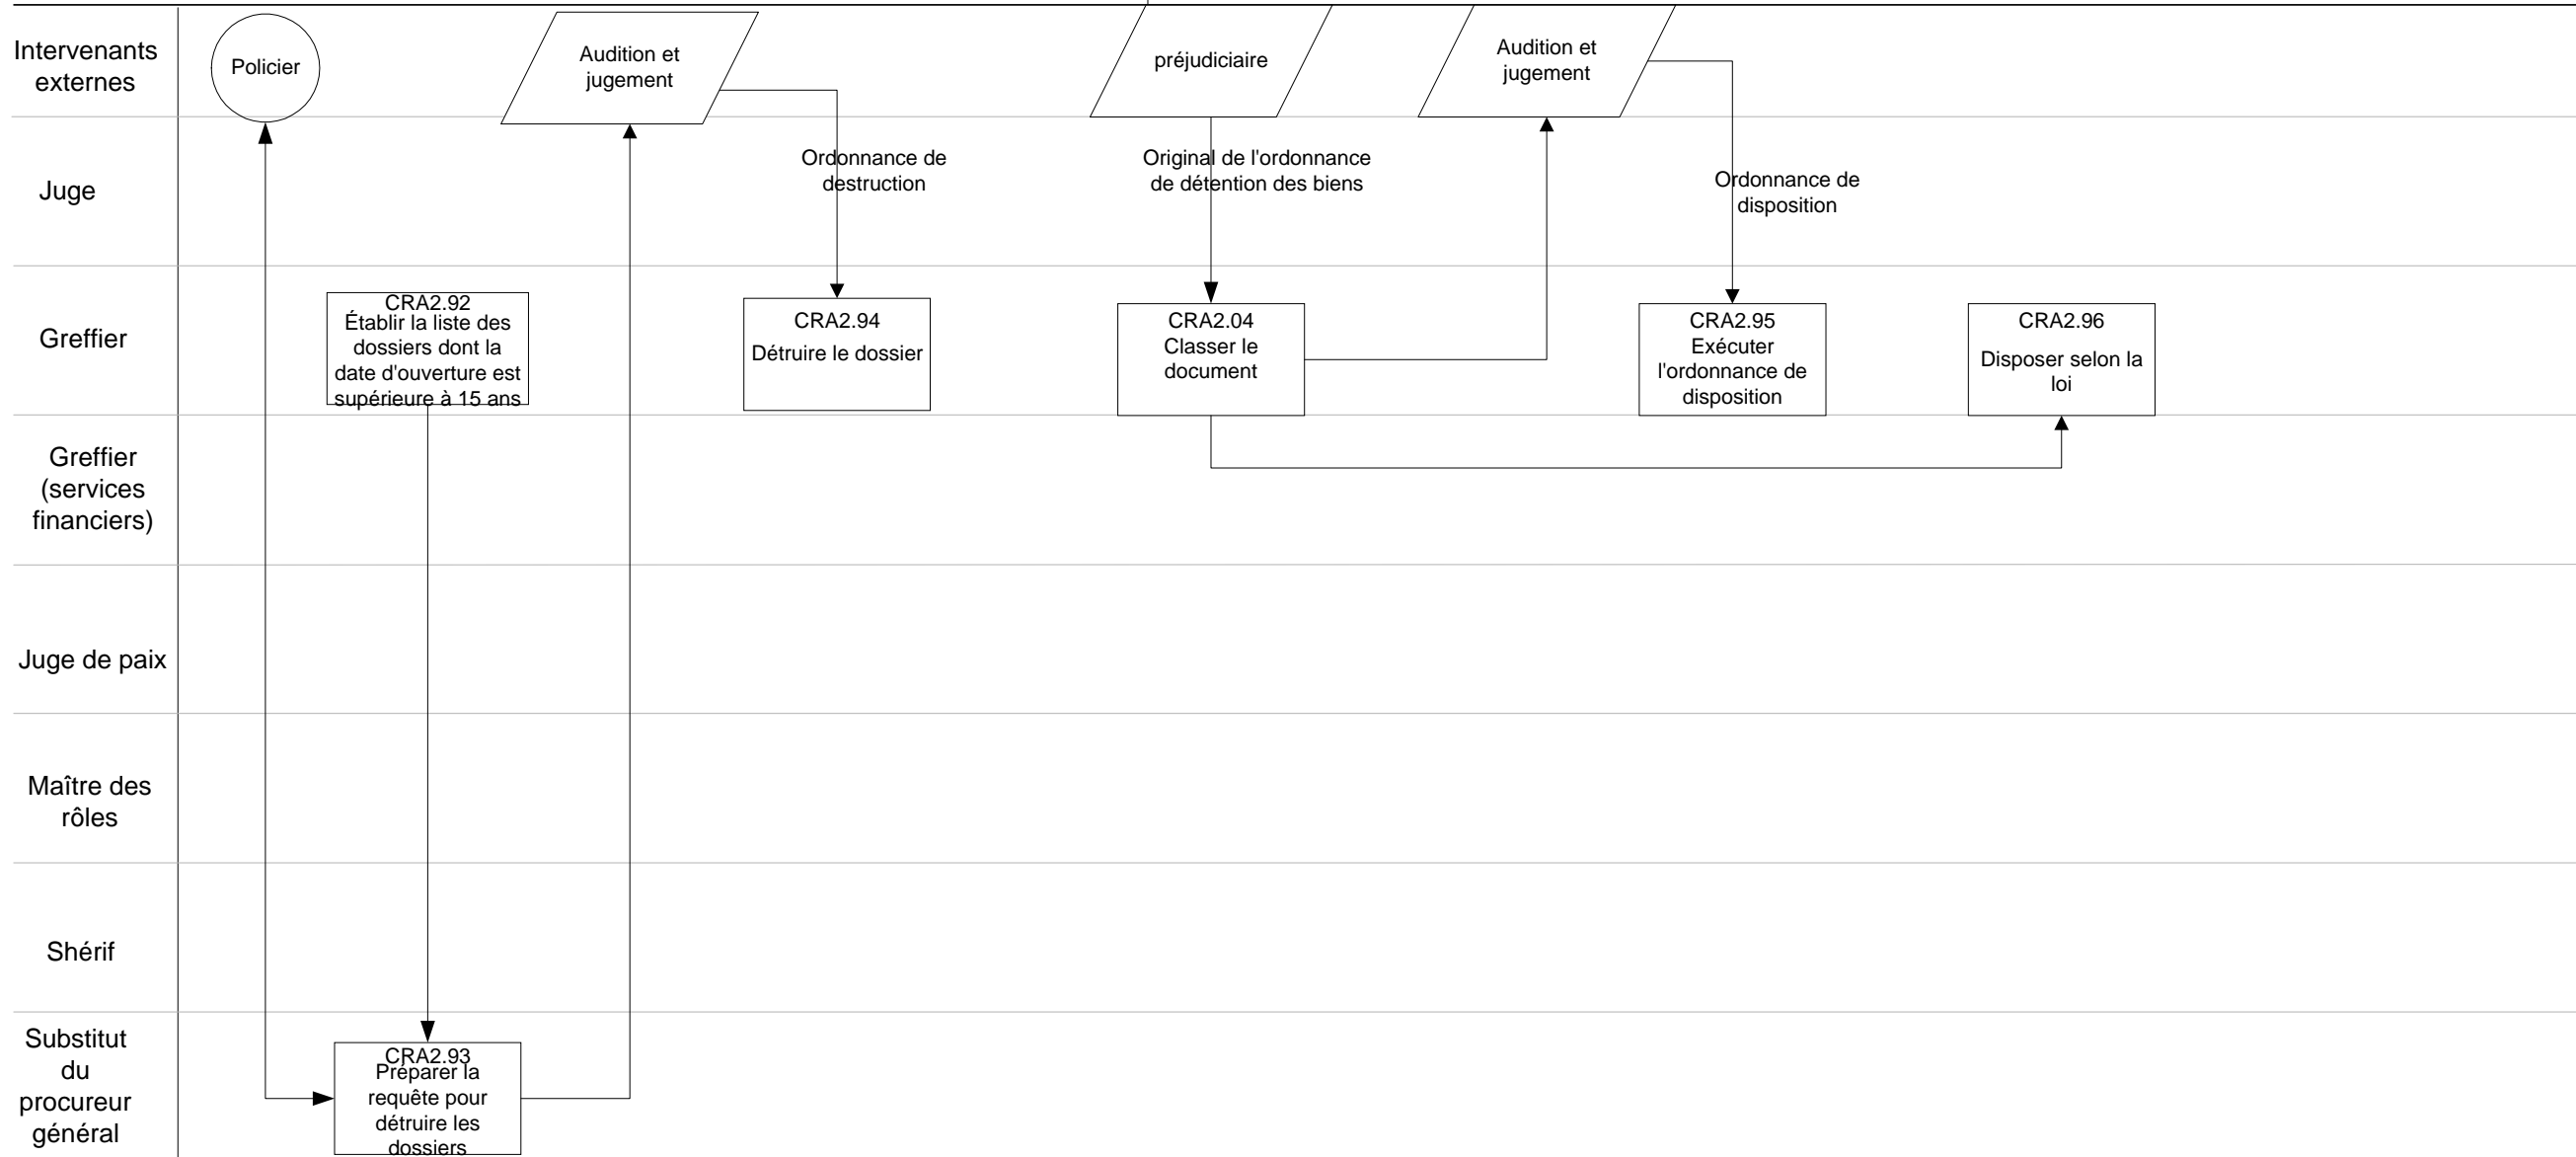 Intervenants
externes
Policier
Audition et
jugement
préjudiciaire
Audition et
jugement
Juge
Ordonnance de
destruction
Original de l'ordonnance
de détention des biens
Ordonnance de
disposition
Greffier
CRA2.92
Établir la liste des
dossiers dont la
date d'ouverture est
supérieure à 15 ans
CRA2.94
Détruire le dossier
CRA2.04
Classer le
document
CRA2.95
Exécuter
l'ordonnance de
disposition
CRA2.96
Disposer selon la
loi
Greffier
(services
financiers)
Juge de paix
Maître des
rôles
Shérif
Substitut
du
procureur
général
CRA2.93
Préparer la
requête pour
détruire les
dossiers